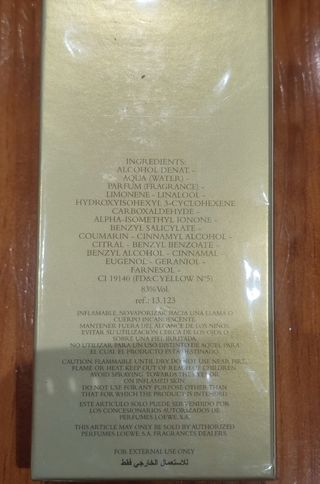 INGREDIENTS:
ALCOHOL DENAT. -
AQUA (WATER) -
PARFUM (FRAGRANCE) -
LIMONENE - LINALOOL -
HYDROXYISOHEXYL 3-CYCLOHEXENE
CARBOXALDEHYDE -
ALPHA-ISOMETHYL IONONE -
BENZYL SALICYLATE -
COUMARIN - CINNAMYL ALCOHOL -
CITRAL - BENZYL BENZOATE -
BENZYL ALCOHOL - CINNAMAL
EUGENOL - GERANIOL -
FARNESOL -
CI 19140 (FD&C YELLOW Nº5)
83%Vol.
ref.: 13.123
INFLAMABLE, NO VAPORIZAR HACIA UNA LLAMA O
CUERPO INCANDESCENTE.
MANTENER FUERA DEL ALCANCE DE LOS NIÑOS.
EVITAR SU UTILIZACIÓN CERCA DE LOS OJOS O
SOBRE UNA PIEL IRRITADA.
NO UTILIZAR PARA UN USO DISTINTO DE AQUEL PARA
EL CUAL EL PRODUCTO ESTÁ DESTINADO.
CAUTION: FLAMMABLE UNTIL DRY. DO NOT USE NEAR FIRE,
FLAME OR HEAT. KEEP OUT OF REACH OF CHILDREN.
AVOID SPRAYING TOWARDS THE EYES OR
ON INFLAMED SKIN.
DO NOT USE FOR ANY PURPOSE OTHER THAN
THAT FOR WHICH THE PRODUCT IS INTENDED.
ESTE ARTICULO SOLO PUEDE SER VENDIDO POR
LOS CONCESIONARIOS AUTORIZADOS DE
PERFUMES LOEWE, S.A.
THIS ARTICLE MAY ONLY BE SOLD BY AUTHORIZED
PERFUMES LOEWE, S.A. FRAGRANCES DEALERS.
FOR EXTERNAL USE ONLY
للاستعمال الخارجي فقط